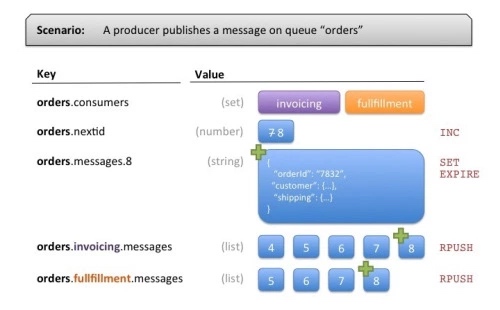 Scenario: A producer publishes a message on queue “orders”
Key Value
orders.consumers (set) invoicing fullfillment
orders.nextid (number) 7 8 INC
orders.messages.8 (string) { SET
“orderId”: “7832”, EXPIRE
“customer”: {…},
“shipping”: {…}
}
orders.invoicing.messages (list) 4 5 6 7 8 RPUSH
orders.fullfillment.messages (list) 5 6 7 8 RPUSH